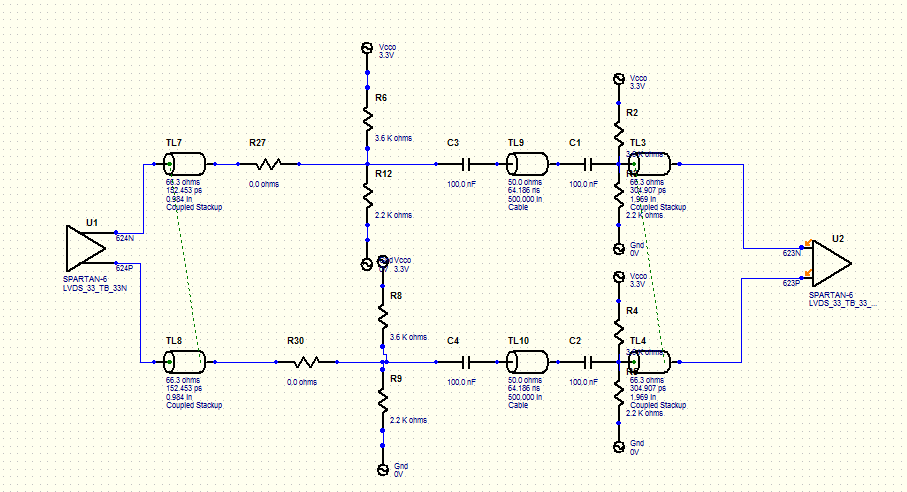 Vcco
3.3V
R6
3.6 K ohms
Vcco
3.3V
R2
TL7
R27
C3
TL9
C1
TL3
0.0 ohms
R12
100.0 nF
100.0 nF
66.3 ohms
152.453 ps
0.984 in
Coupled Stackup
50.0 ohms
64.186 ns
500.000 in
Cable
66.3 ohms
304.907 ps
1.969 in
Coupled Stackup
2.2 K ohms
2.2 K ohms
U1
624N
624P
SPARTAN-6
LVDS_33_TB_33N
Gnd
0V
Vcco
3.3V
U2
623N
623P
SPARTAN-6
LVDS_33_TB_33_...
R8
3.6 K ohms
Vcco
3.3V
R4
TL8
R30
C4
TL10
C2
TL4
0.0 ohms
R9
100.0 nF
100.0 nF
66.3 ohms
152.453 ps
0.984 in
Coupled Stackup
50.0 ohms
64.186 ns
500.000 in
Cable
66.3 ohms
304.907 ps
1.969 in
Coupled Stackup
2.2 K ohms
2.2 K ohms
Gnd
0V
Gnd
0V